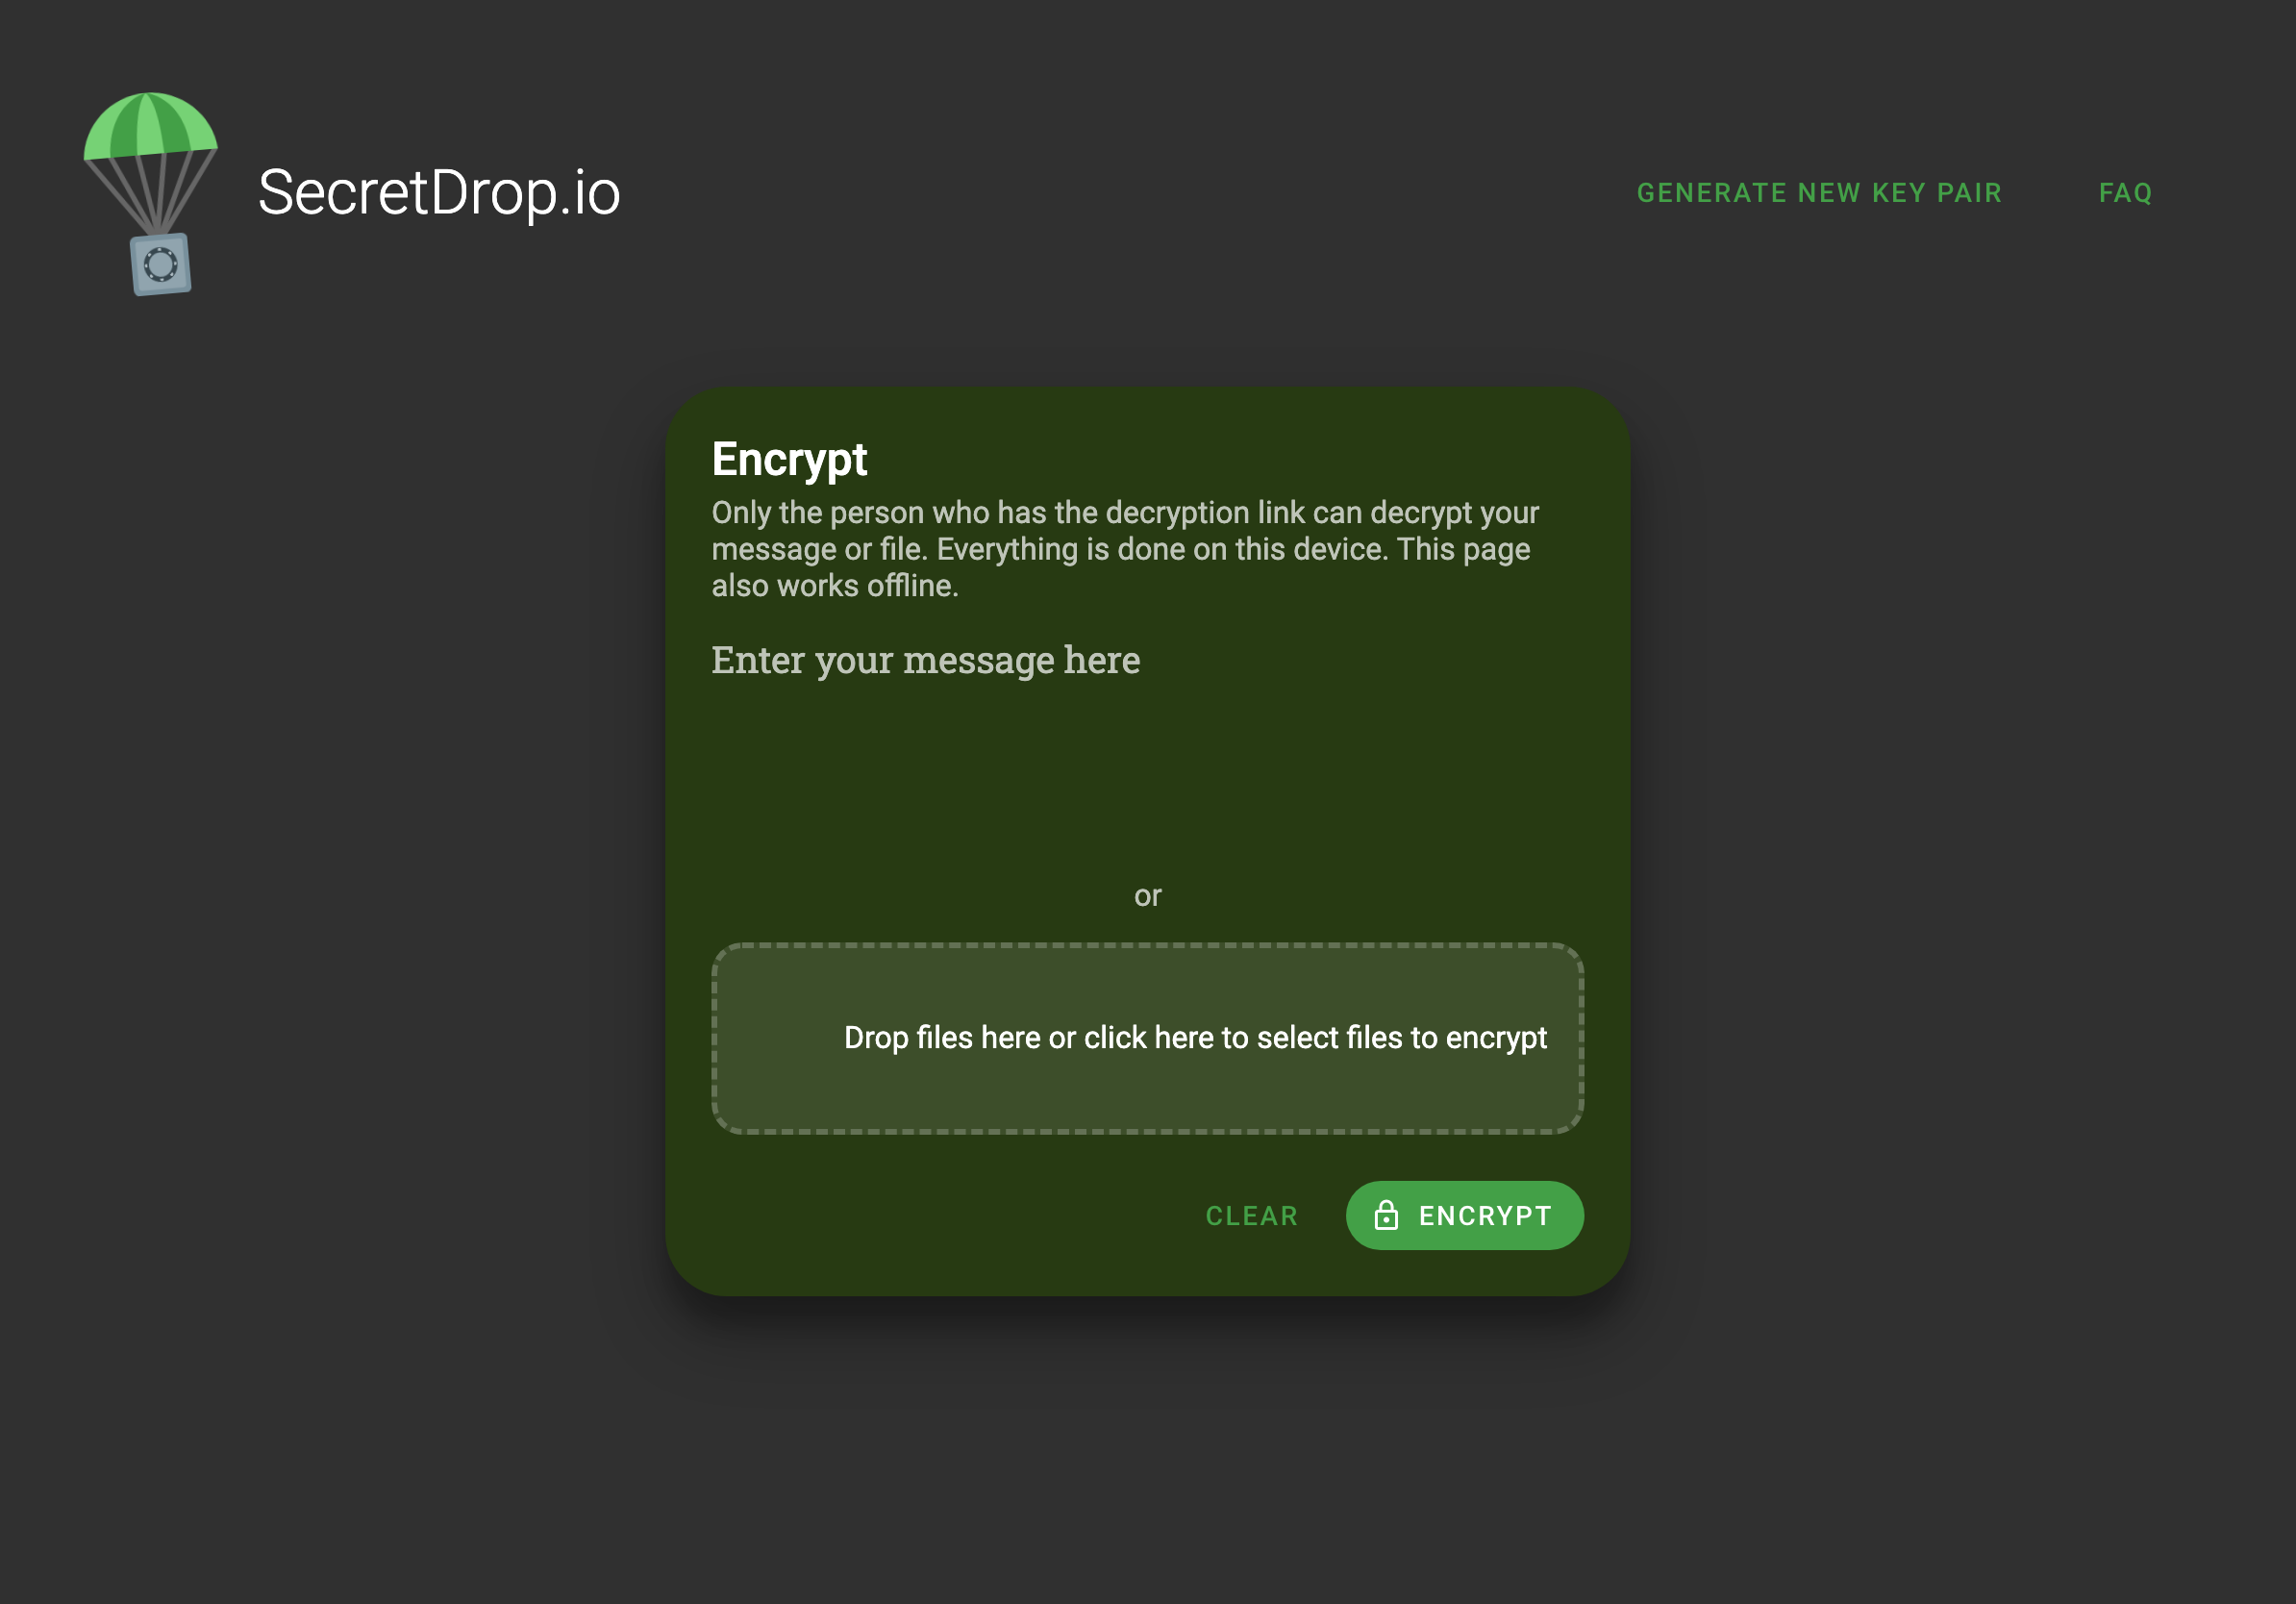 SecretDrop.io
GENERATE NEW KEY PAIR
FAQ
Encrypt
Only the person who has the decryption link can decrypt your
message or file. Everything is done on this device. This page
also works offline.
Enter your message here
or
Drop files here or click here to select files to encrypt
CLEAR
ENCRYPT